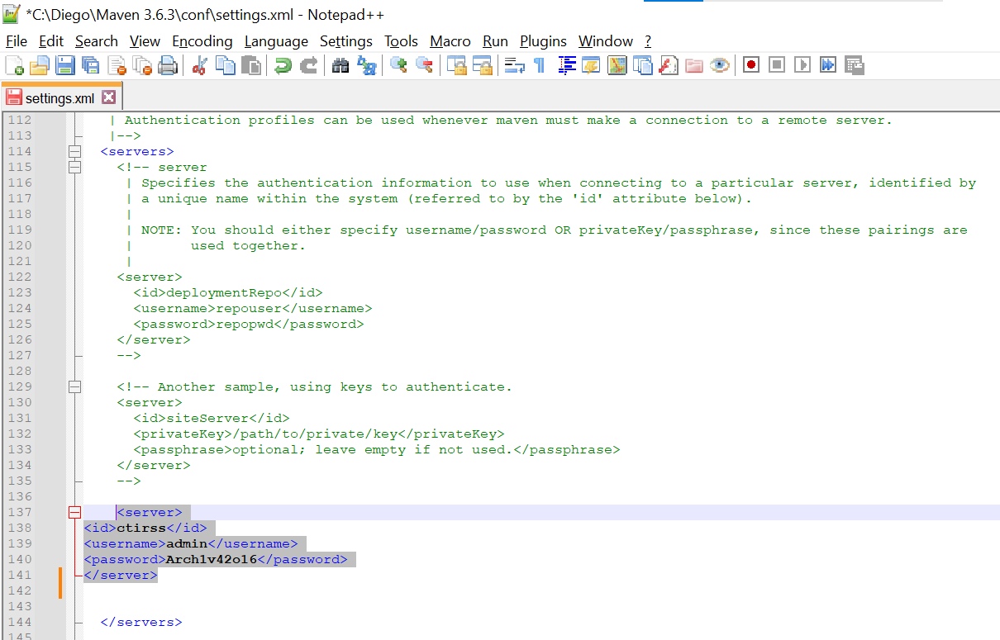 *C:\Diego\Maven 3.6.3\conf\settings.xml - Notepad++
File Edit Search View Encoding Language Settings Tools Macro Run Plugins Window ?
settings.xml
112 | Authentication profiles can be used whenever maven must make a connection to a remote server.
113 |-->
114 <servers>
115 <!-- server
116 | Specifies the authentication information to use when connecting to a particular server, identified by
117 | a unique name within the system (referred to by the 'id' attribute below).
118 |
119 | NOTE: You should either specify username/password OR privateKey/passphrase, since these pairings are
120 | used together.
121 |
122 <server>
123 <id>deploymentRepo</id>
124 <username>repouser</username>
125 <password>repopwd</password>
126 </server>
127 -->
128
129 <!-- Another sample, using keys to authenticate.
130 <server>
131 <id>siteServer</id>
132 <privateKey>/path/to/private/key</privateKey>
133 <passphrase>optional; leave empty if not used.</passphrase>
134 </server>
135 -->
136
137 <server>
138 <id>ctirss</id>
139 <username>admin</username>
140 <password>Arch1v42o16</password>
141 </server>
142
143
144 </servers>
145